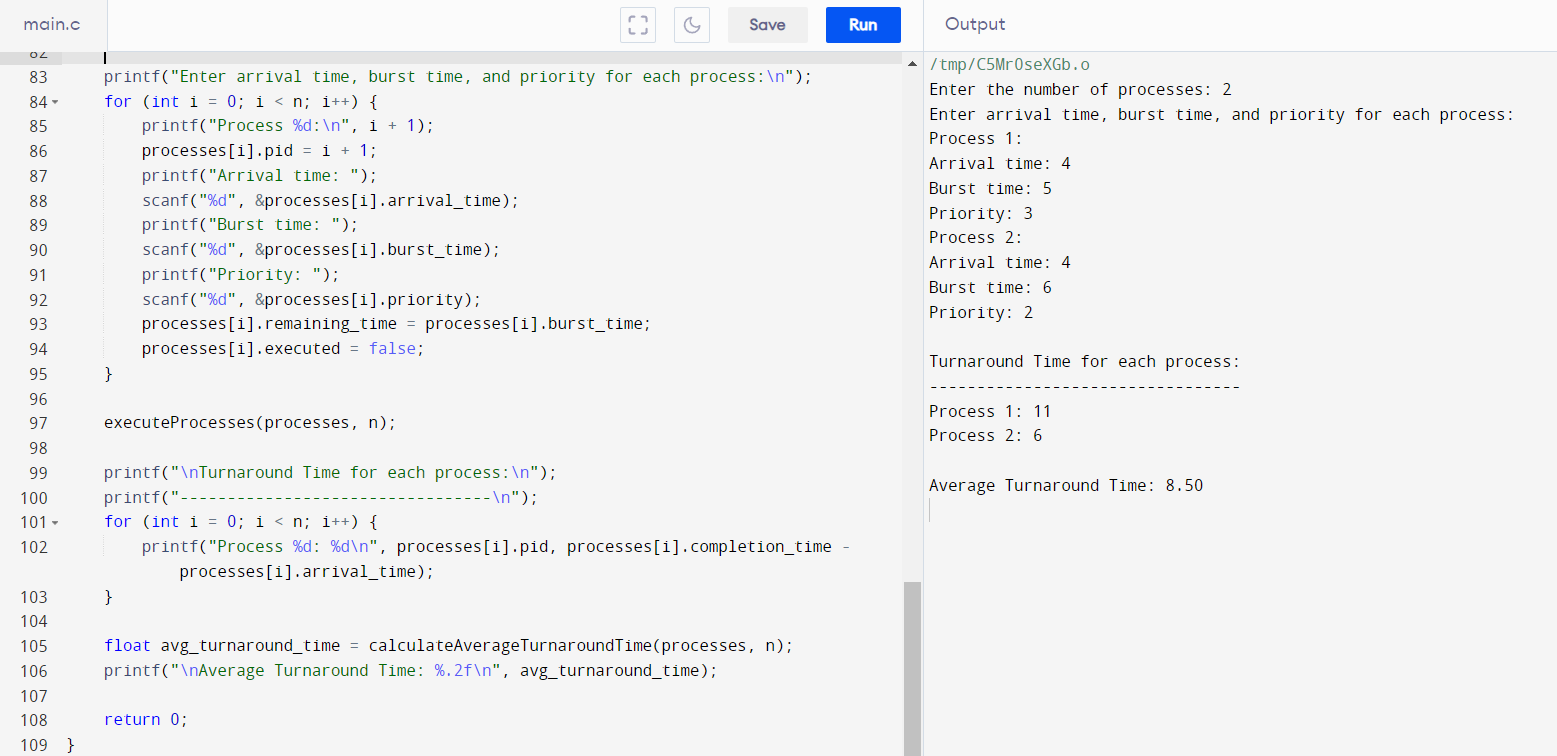 main.c
Save
Run
Output
82
83 printf("Enter arrival time, burst time, and priority for each process:\n");
84 for (int i = 0; i < n; i++) {
85 printf("Process %d:\n", i + 1);
86 processes[i].pid = i + 1;
87 printf("Arrival time: ");
88 scanf("%d", &processes[i].arrival_time);
89 printf("Burst time: ");
90 scanf("%d", &processes[i].burst_time);
91 printf("Priority: ");
92 scanf("%d", &processes[i].priority);
93 processes[i].remaining_time = processes[i].burst_time;
94 processes[i].executed = false;
95 }
96
97 executeProcesses(processes, n);
98
99 printf("\nTurnaround Time for each process:\n");
100 printf("---------------------------------\n");
101 for (int i = 0; i < n; i++) {
102 printf("Process %d: %d\n", processes[i].pid, processes[i].completion_time -
processes[i].arrival_time);
103 }
104
105 float avg_turnaround_time = calculateAverageTurnaroundTime(processes, n);
106 printf("\nAverage Turnaround Time: %.2f\n", avg_turnaround_time);
107
108 return 0;
109 }
/tmp/C5MrOseXGb.o
Enter the number of processes: 2
Enter arrival time, burst time, and priority for each process:
Process 1:
Arrival time: 4
Burst time: 5
Priority: 3
Process 2:
Arrival time: 4
Burst time: 6
Priority: 2
Turnaround Time for each process:
---------------------------------
Process 1: 11
Process 2: 6
Average Turnaround Time: 8.50